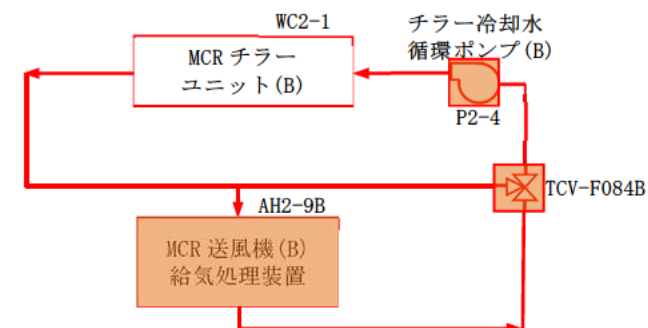 WC2-1
チラー冷却水
循環ポンプ(B)
MCR チラー
ユニット(B)
P2-4
TCV-F084B
AH2-9B
MCR 送風機(B)
給気処理装置